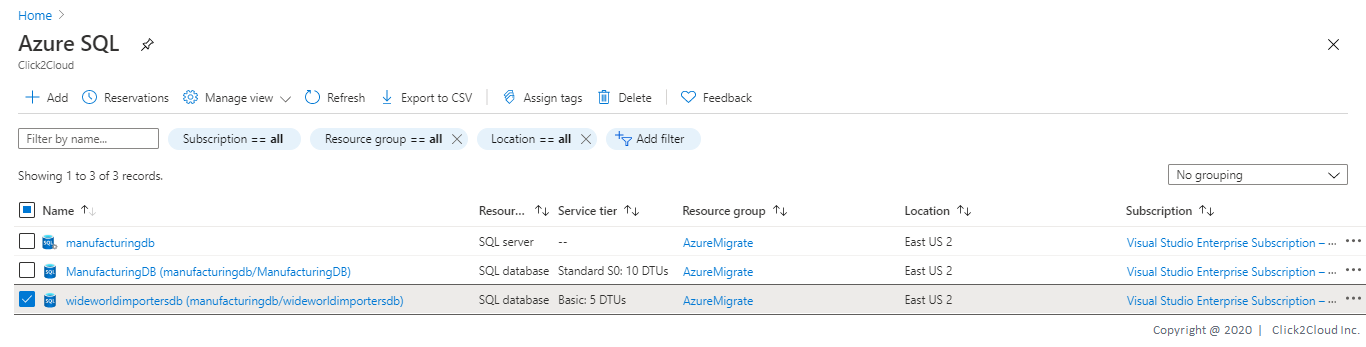 Home >
Azure SQL
Click2Cloud
Add Reservations Manage view Refresh Export to CSV Assign tags Delete Feedback
Filter by name... Subscription == all Resource group == all Location == all Add filter
Showing 1 to 3 of 3 records.
No grouping
Name Resour... Service tier Resource group Location Subscription
manufacturingdb SQL server -- AzureMigrate East US 2 Visual Studio Enterprise Subscription – ...
ManufacturingDB (manufacturingdb/ManufacturingDB) SQL database Standard S0: 10 DTUs AzureMigrate East US 2 Visual Studio Enterprise Subscription – ...
wideworldimportersdb (manufacturingdb/wideworldimportersdb) SQL database Basic: 5 DTUs AzureMigrate East US 2 Visual Studio Enterprise Subscription – ...
Copyright @ 2020 | Click2Cloud Inc.